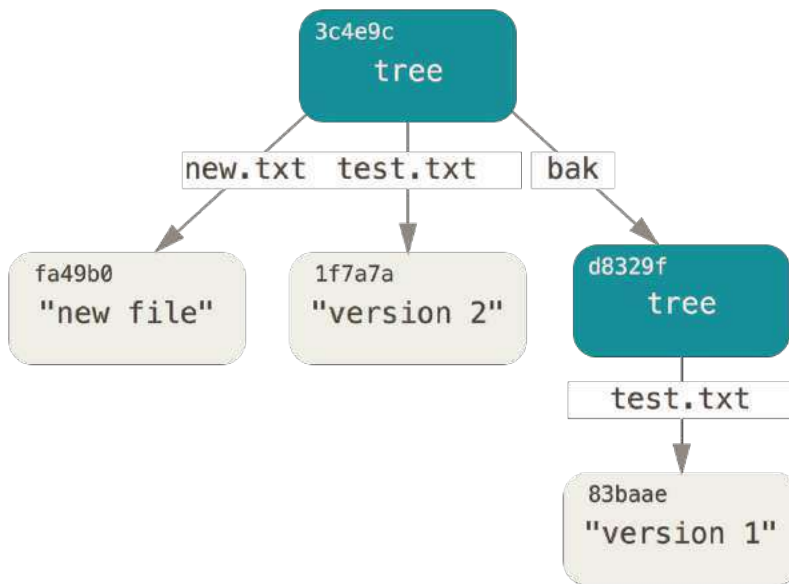 3c4e9c
tree
new.txt
test.txt
bak
fa49b0
"new file"
1f7a7a
"version 2"
d8329f
tree
test.txt
83baae
"version 1"